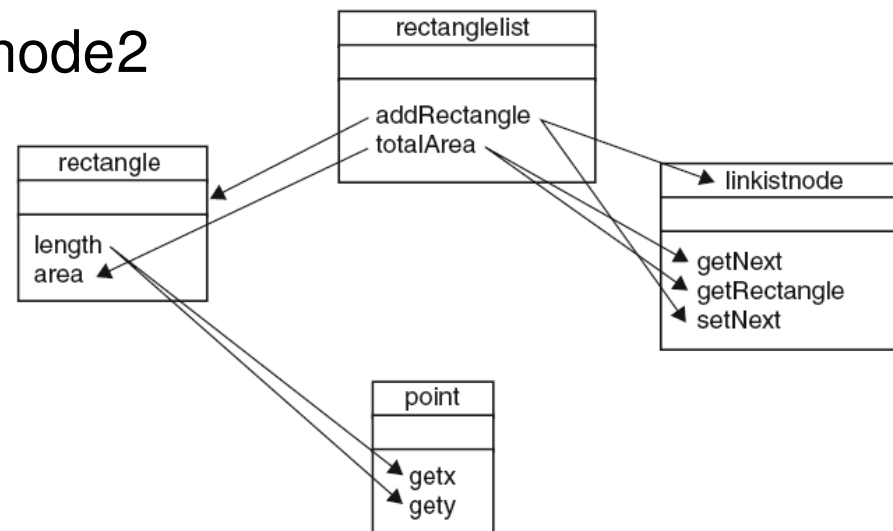 node2
rectanglelist
addRectangle
totalArea
rectangle
length
area
linkistnode
getNext
getRectangle
setNext
point
getx
gety